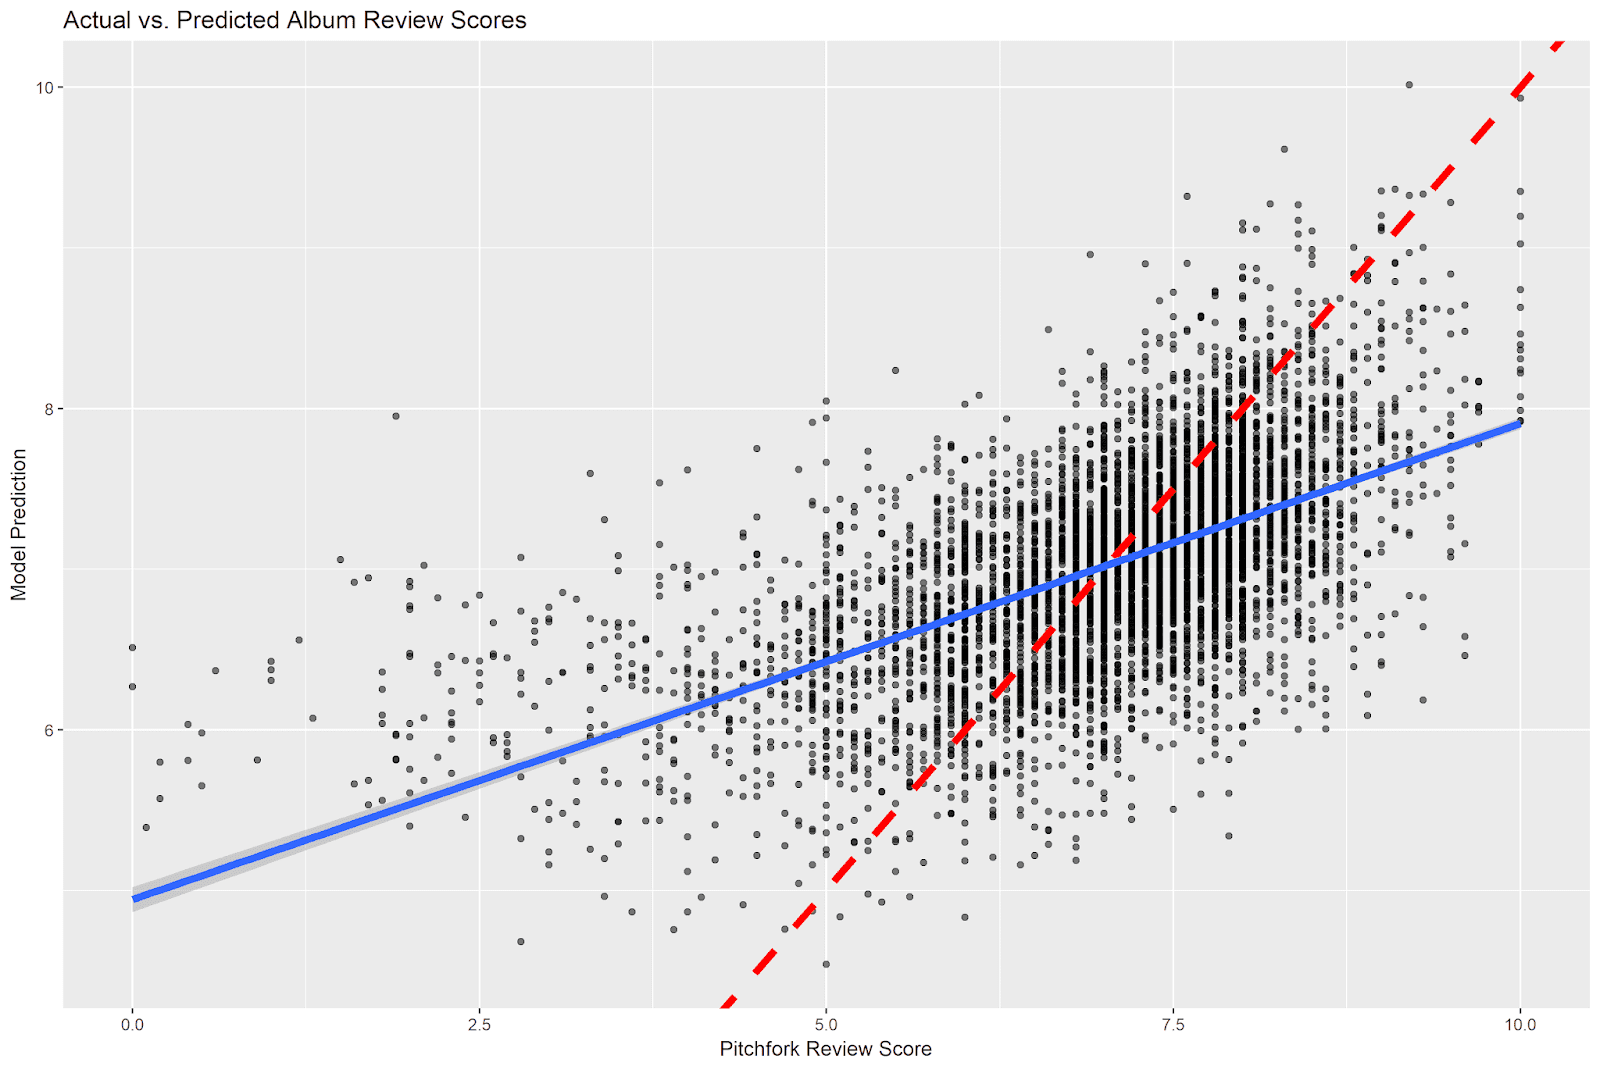 Actual vs. Predicted Album Review Scores
10
8
6
Model Prediction
0.0 2.5 5.0 7.5 10.0
Pitchfork Review Score